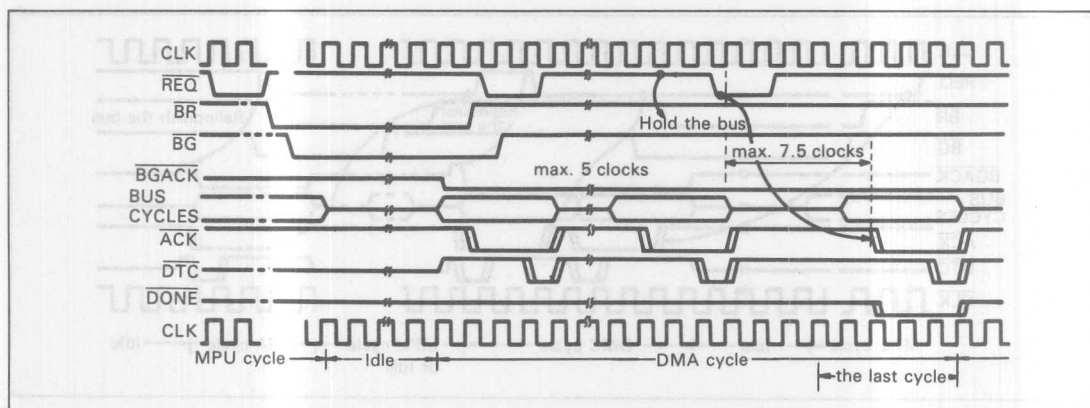 CLK
REQ
BR
Hold the bus
BG
max. 7.5 clocks
max. 5 clocks
BGACK
BUS
CYCLES
ACK
DTC
DONE
CLK
MPU cycle Idle DMA cycle
the last cycle